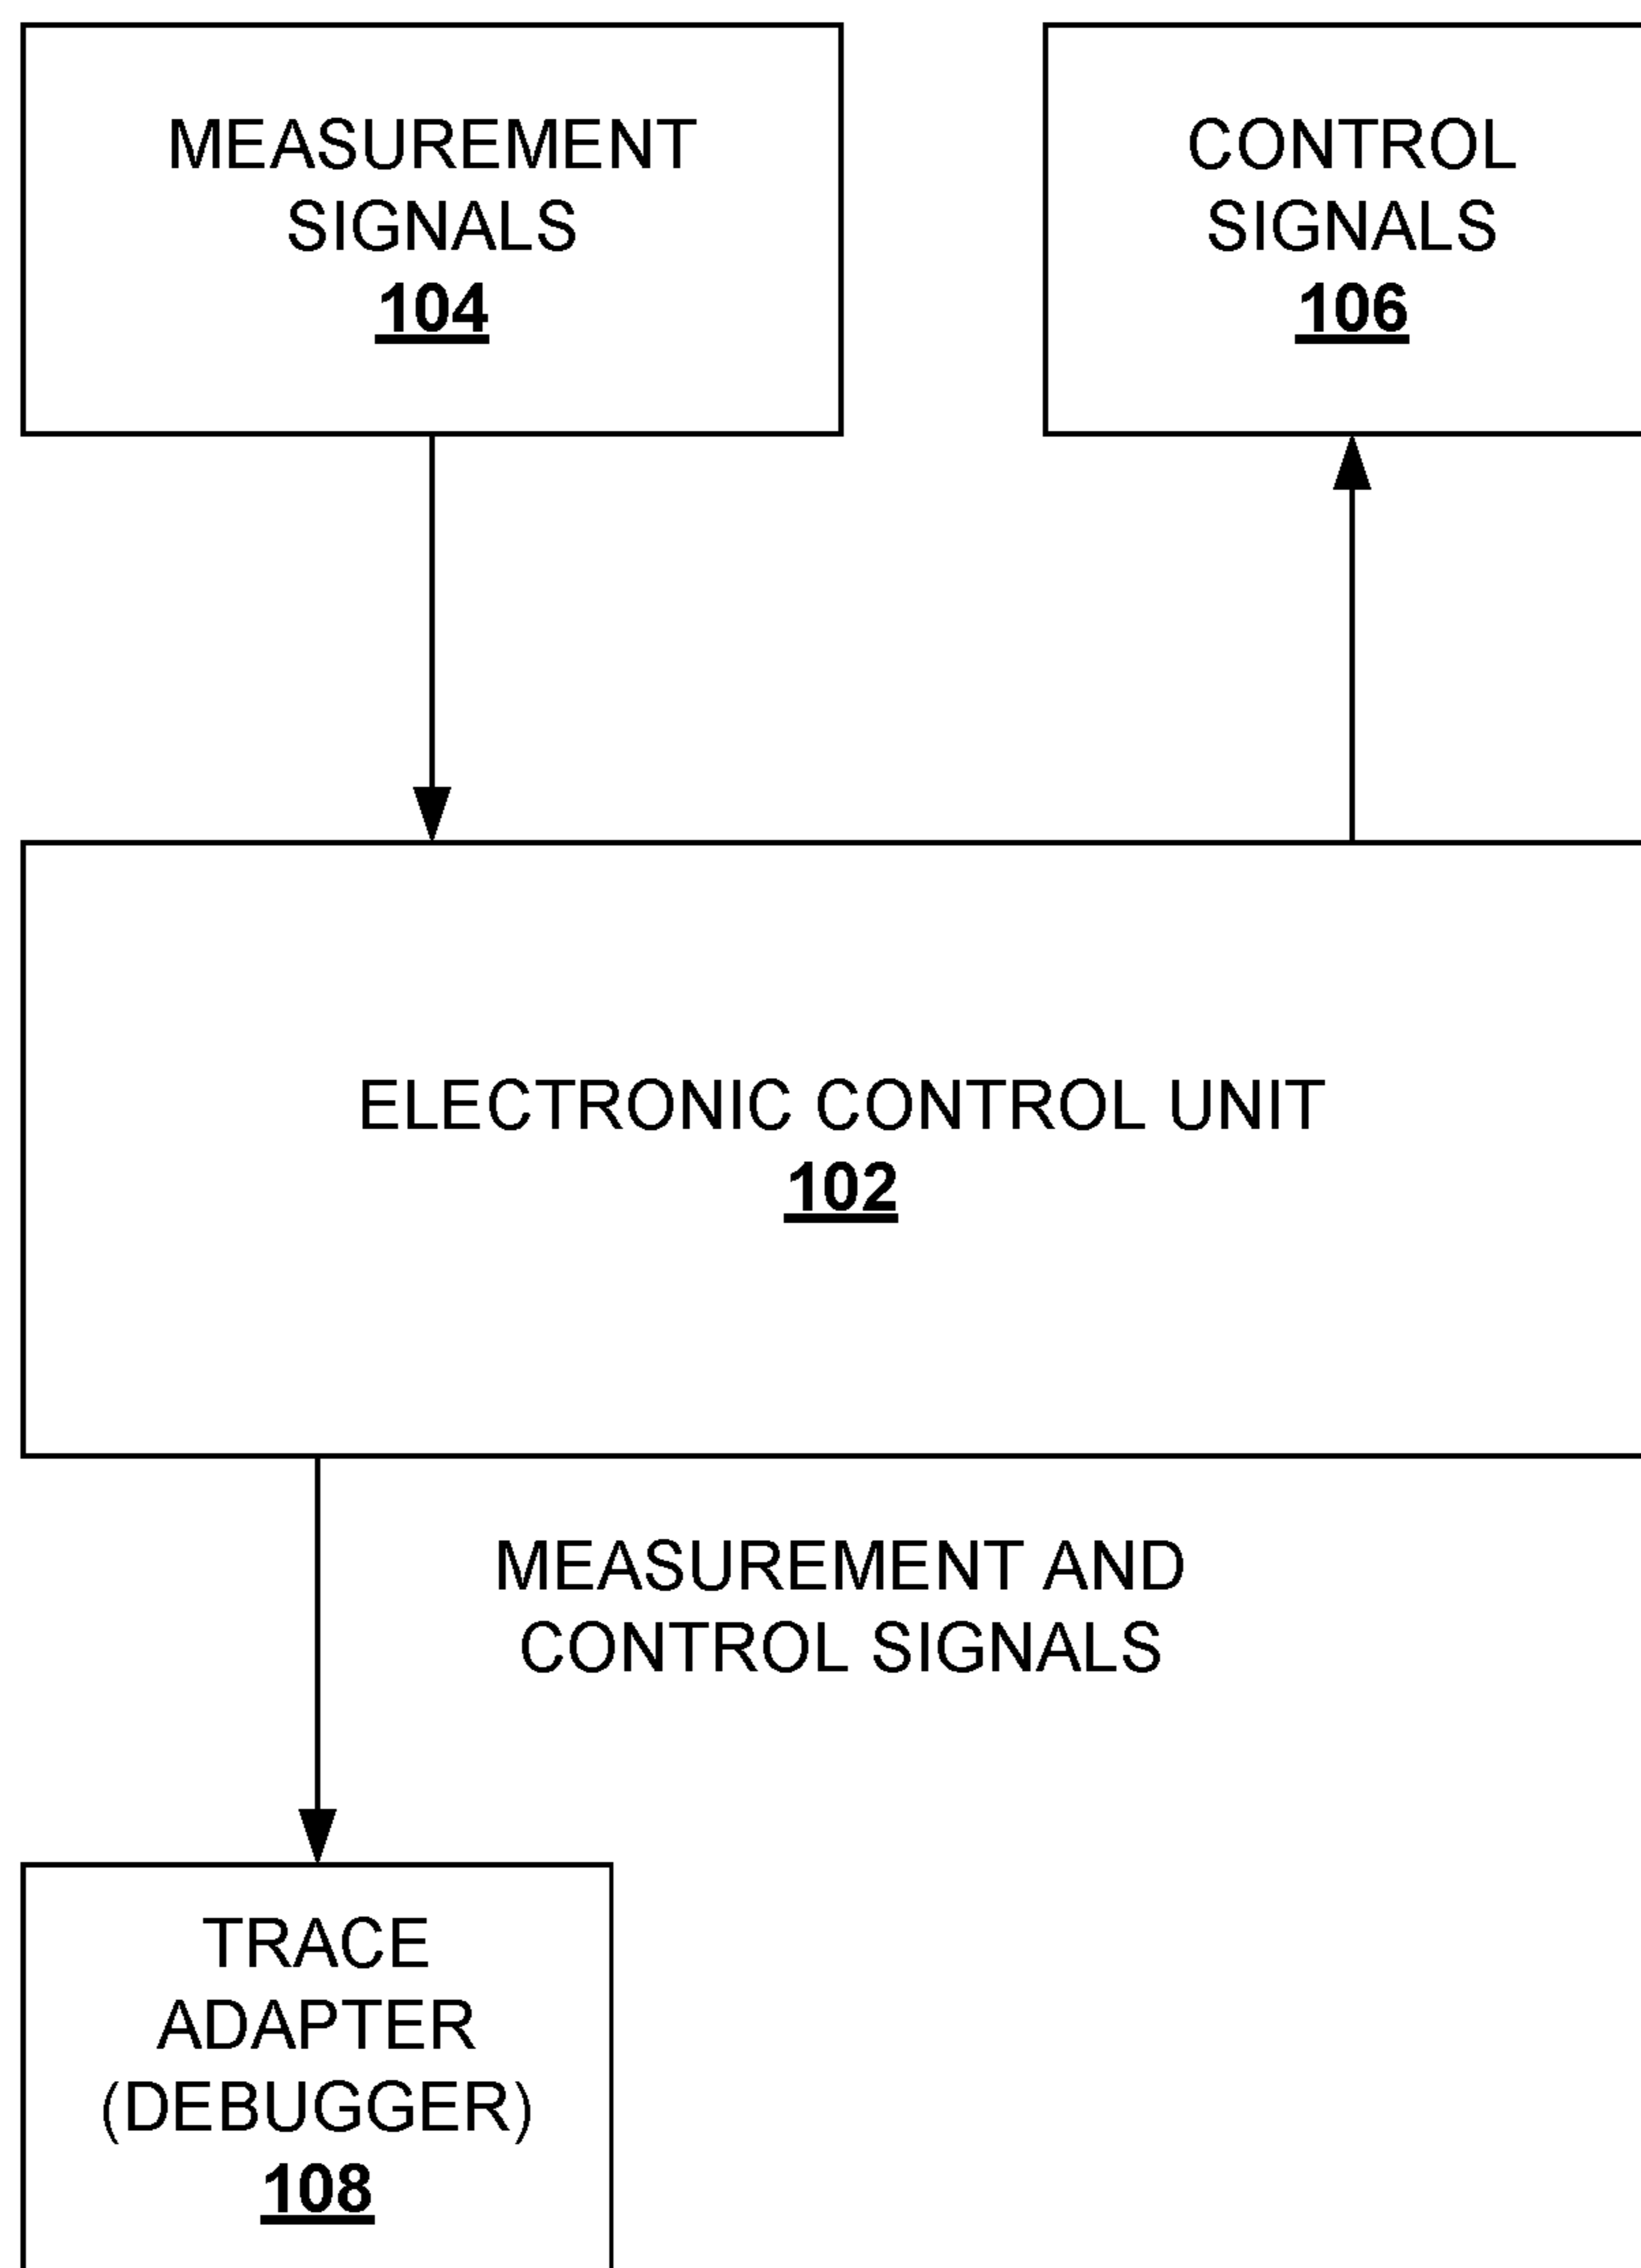 MEASUREMENT
SIGNALS
104
CONTROL
SIGNALS
106
ELECTRONIC CONTROL UNIT
102
MEASUREMENT AND
CONTROL SIGNALS
TRACE
ADAPTER
(DEBUGGER)
108